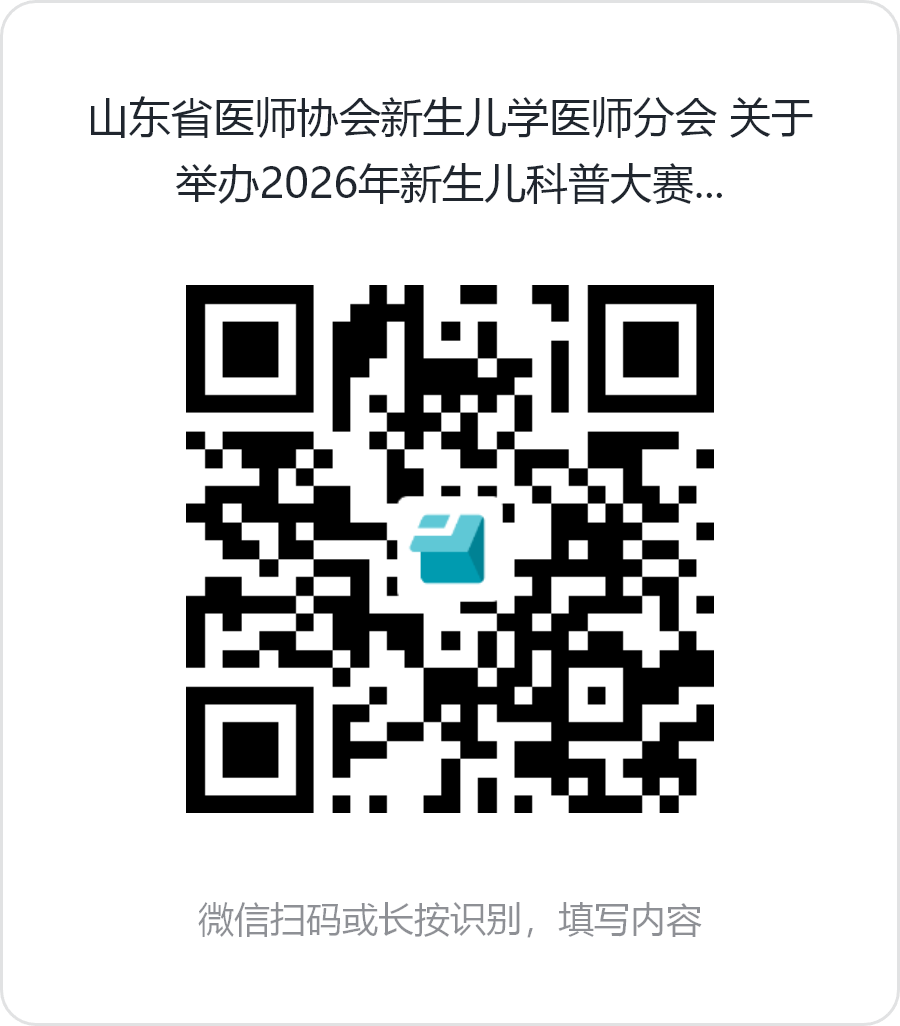 山东省医师协会新生儿学医师分会 关于
举办2026年新生儿科普大赛...
微信扫码或长按识别，填写内容